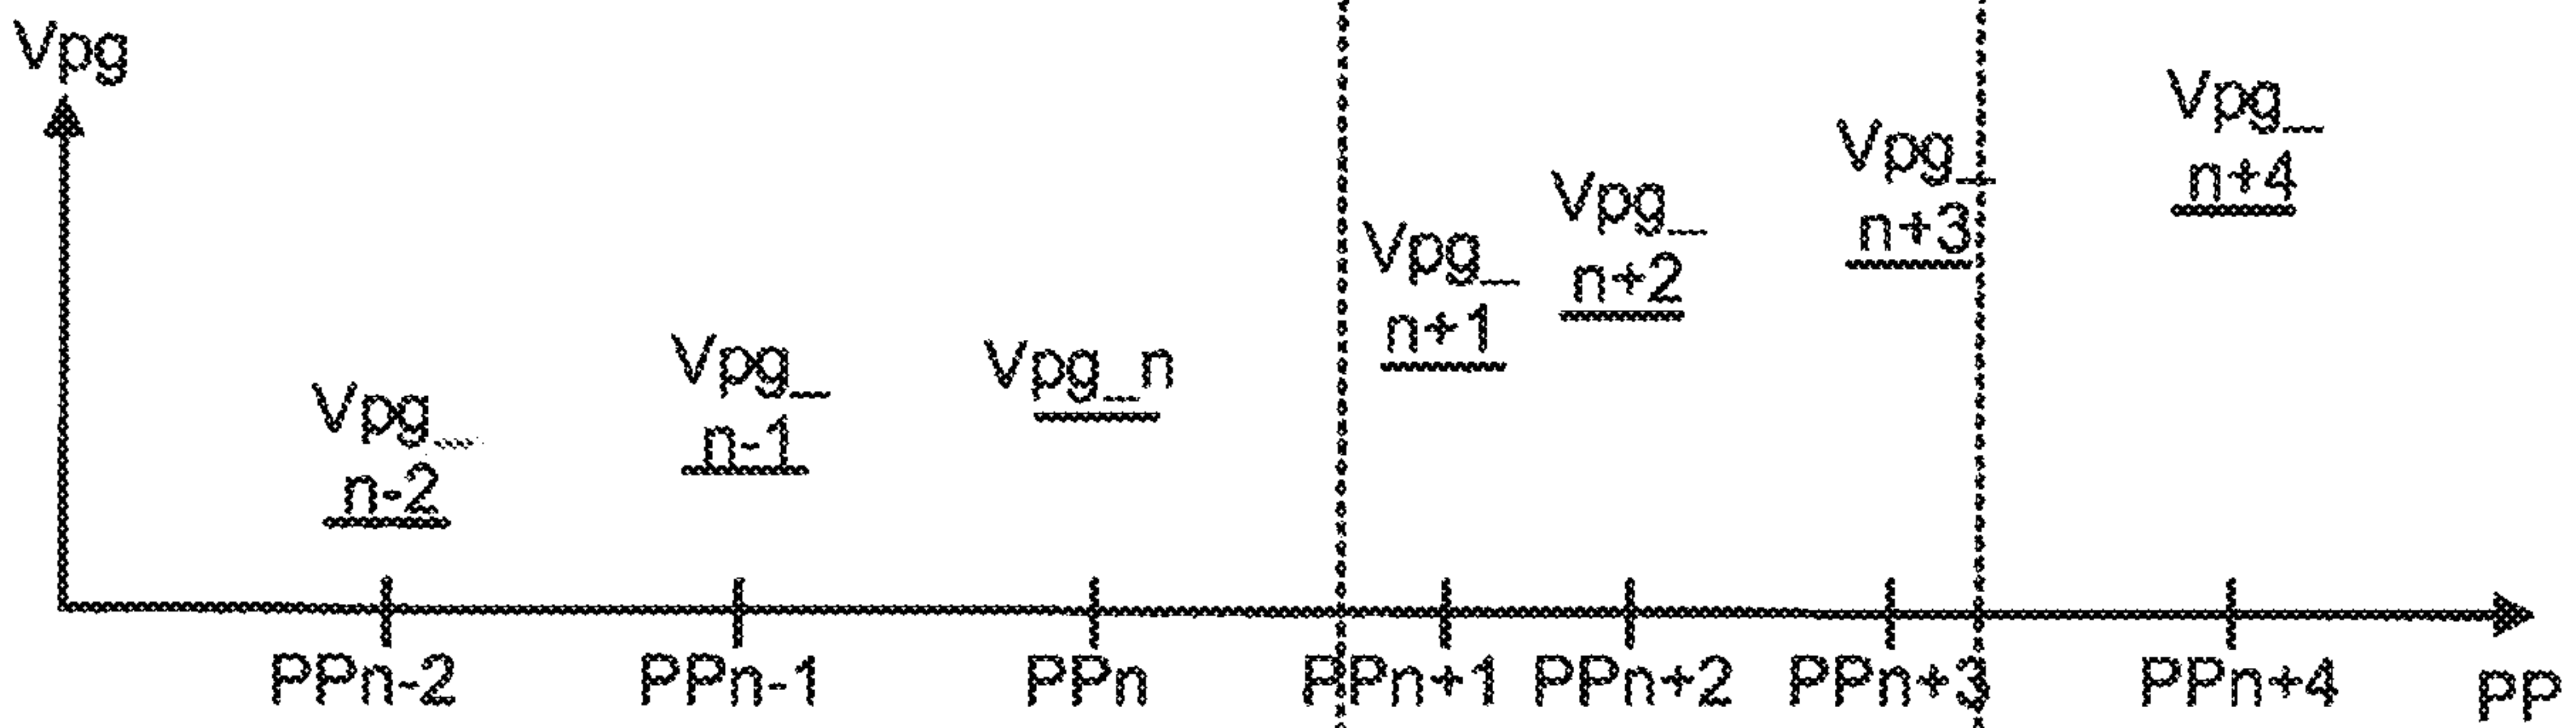 Vpg
Vpg_
n-2
Vpg_
n-1
Vpg_n
Vpg_
n+1
Vpg_
n+2
Vpg_
n+3
Vpg_
n+4
PPn-2 PPn-1 PPn PPn+1 PPn+2 PPn+3 PPn+4 PP